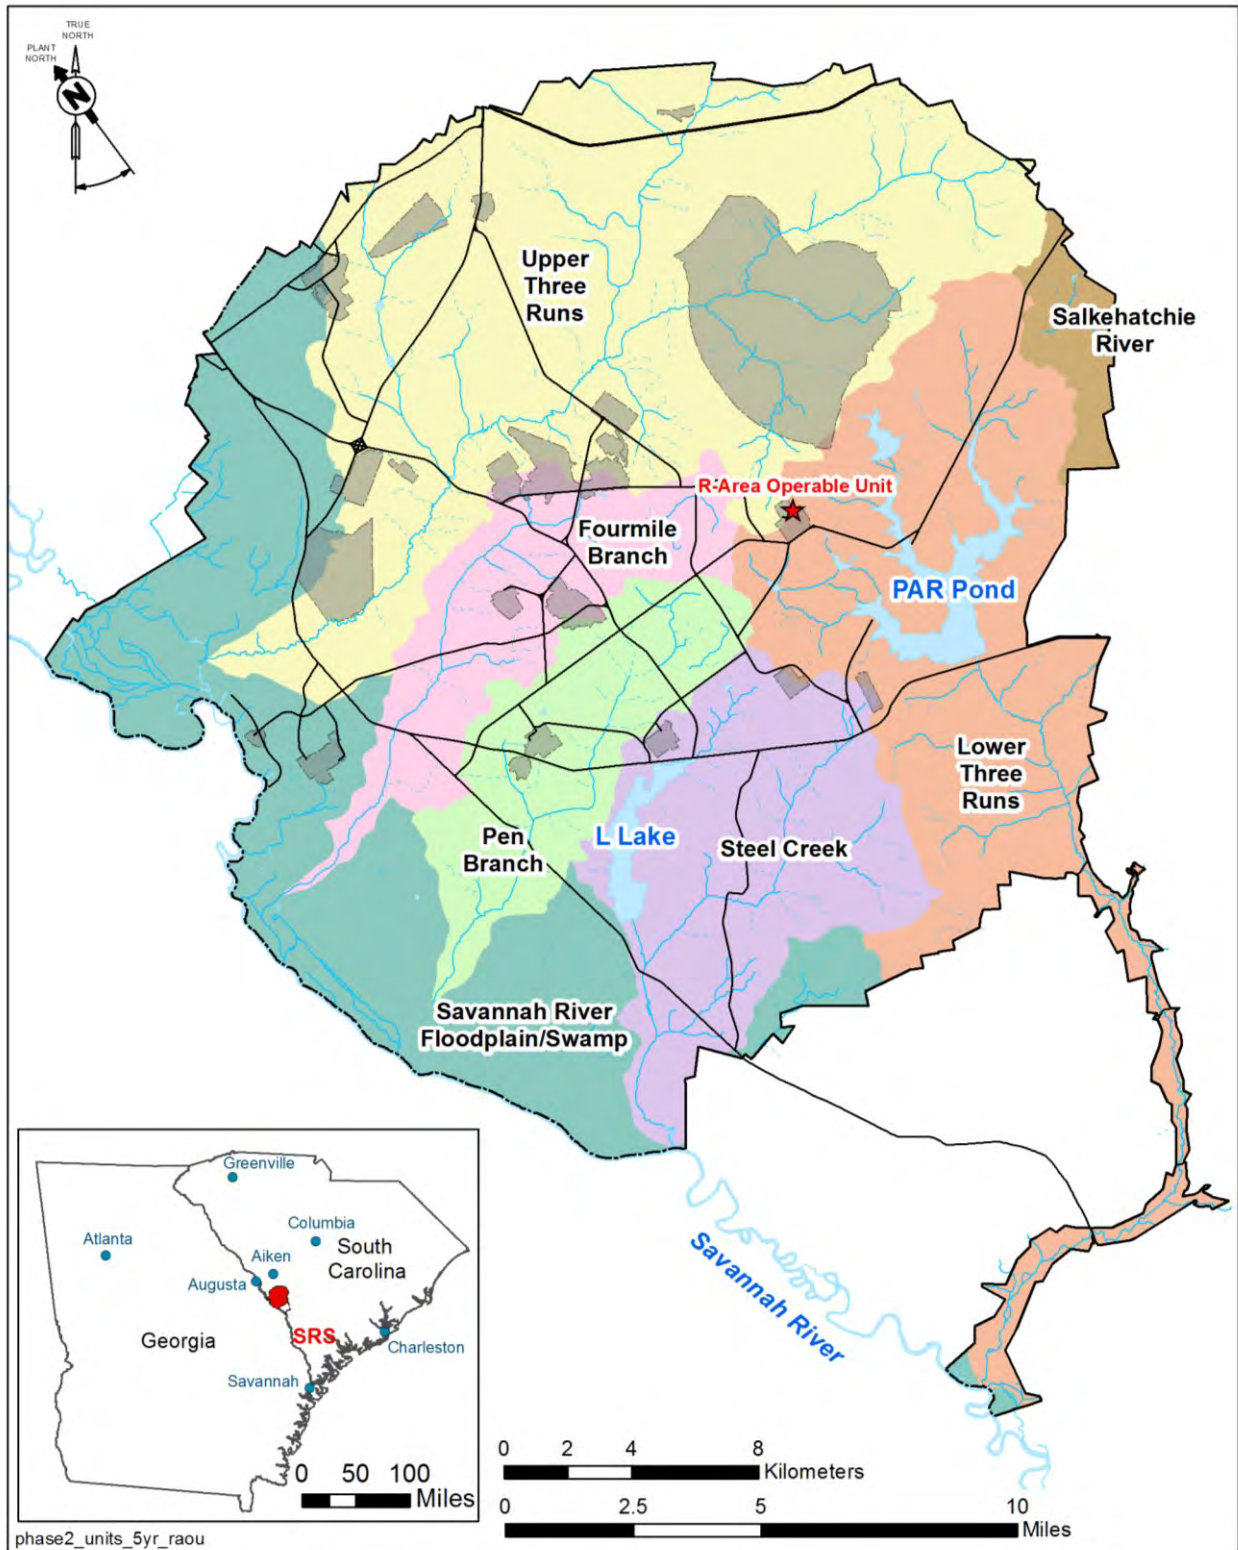 TRUE
NORTH
PLANT
NORTH
N
Upper
Three
Runs
Salkehatchie
River
R-Area Operable Unit
Fourmile
Branch
PAR Pond
Lower
Three
Runs
L Lake
Pen
Branch
Steel Creek
Savannah River
Floodplain/Swamp
Savannah River
Greenville
Columbia
Atlanta
South
Carolina
Aiken
Augusta
SRS
Georgia
Charleston
Savannah
0 50 100
Miles
0 2 4 8
Kilometers
0 2.5 5 10
Miles
phase2_units_5yr_raou